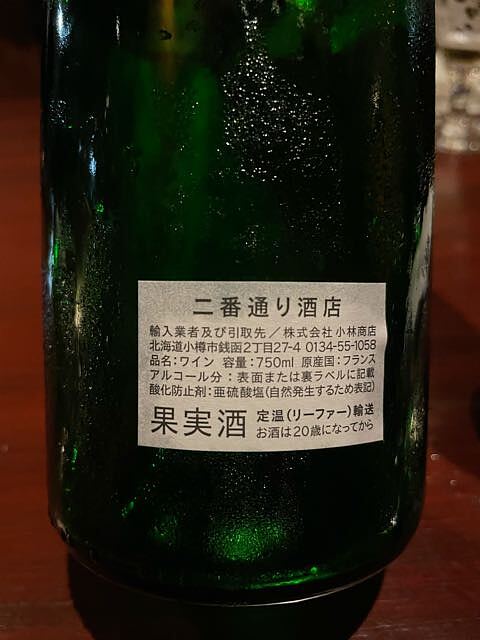 二番通り酒店
輸入業者及び引取先／株式会社 小林商店
北海道小樽市銭函2丁目27-4 0134-55-1058
品名：ワイン 容量：750ml 原産国：フランス
アルコール分：表面または裏ラベルに記載
酸化防止剤：亜硫酸塩(自然発生するため表記)
果実酒 定温(リーファー)輸送
お酒は20歳になってから